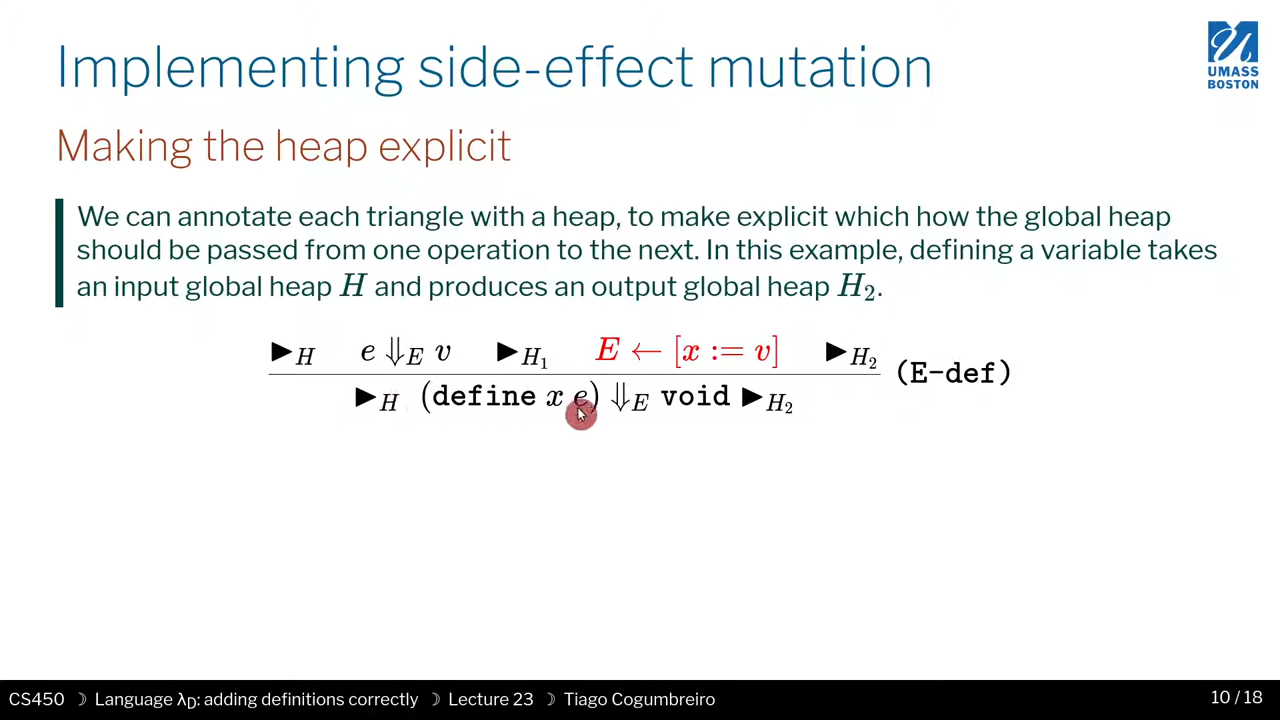 Implementing side-effect mutation
UMASS
BOSTON
Making the heap explicit
We can annotate each triangle with a heap, to make explicit which how the global heap
should be passed from one operation to the next. In this example, defining a variable takes
an input global heap H and produces an output global heap H₂.
▶H e ⇓E v ▶H₁ E ← [x := v] ▶H₂
(E-def)
▶H (define x e) ⇓E void ▶H₂
CS450 ☽ Language λD: adding definitions correctly ☽ Lecture 23 ☽ Tiago Cogumbreiro
10 / 18